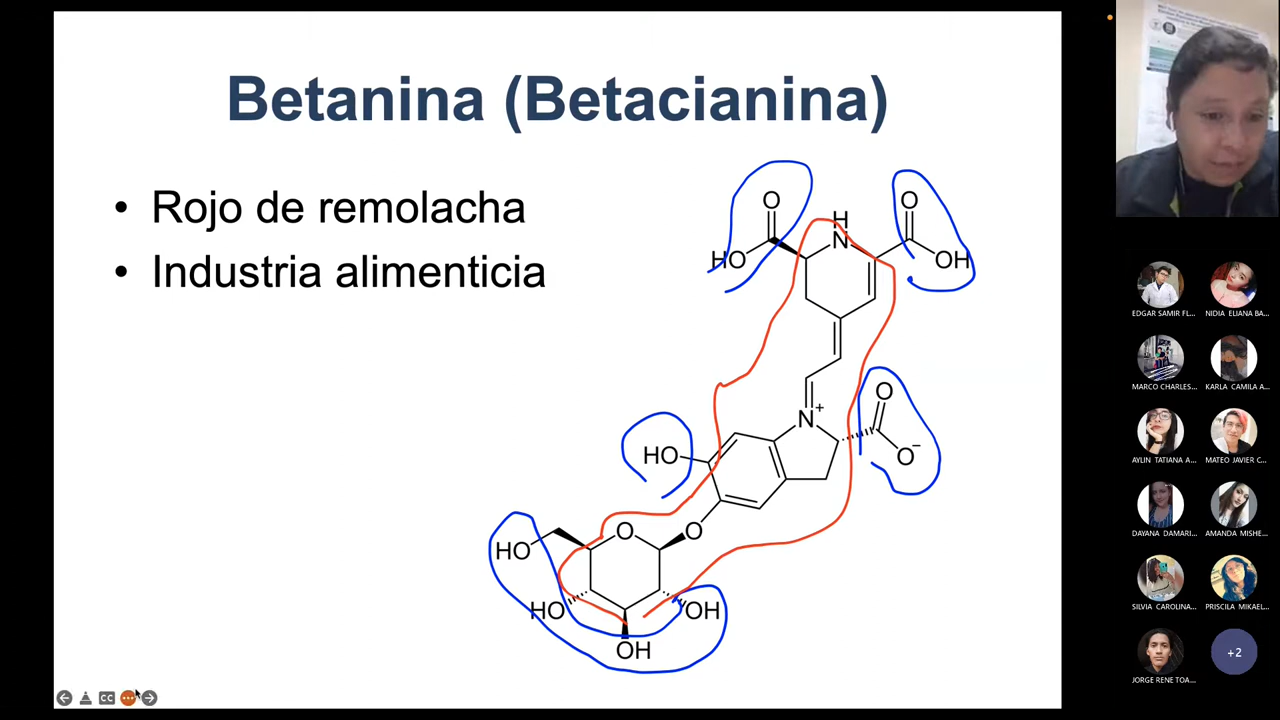 Betanina (Betacianina)
• Rojo de remolacha
• Industria alimenticia
O
O
H
N
HO
OH
O
N+
HO
O−
O
O
HO
HO
OH
OH
CC
EDGAR SAMIR FL...
NIDIA ELIANA BA...
MARCO CHARLES...
KARLA CAMILA A...
AYLIN TATIANA A...
MATEO JAVIER C...
DAYANA DAMARI...
AMANDA MISHE...
SILVIA CAROLINA...
PRISCILA MIKAEL...
JORGE RENE TOA...
+2